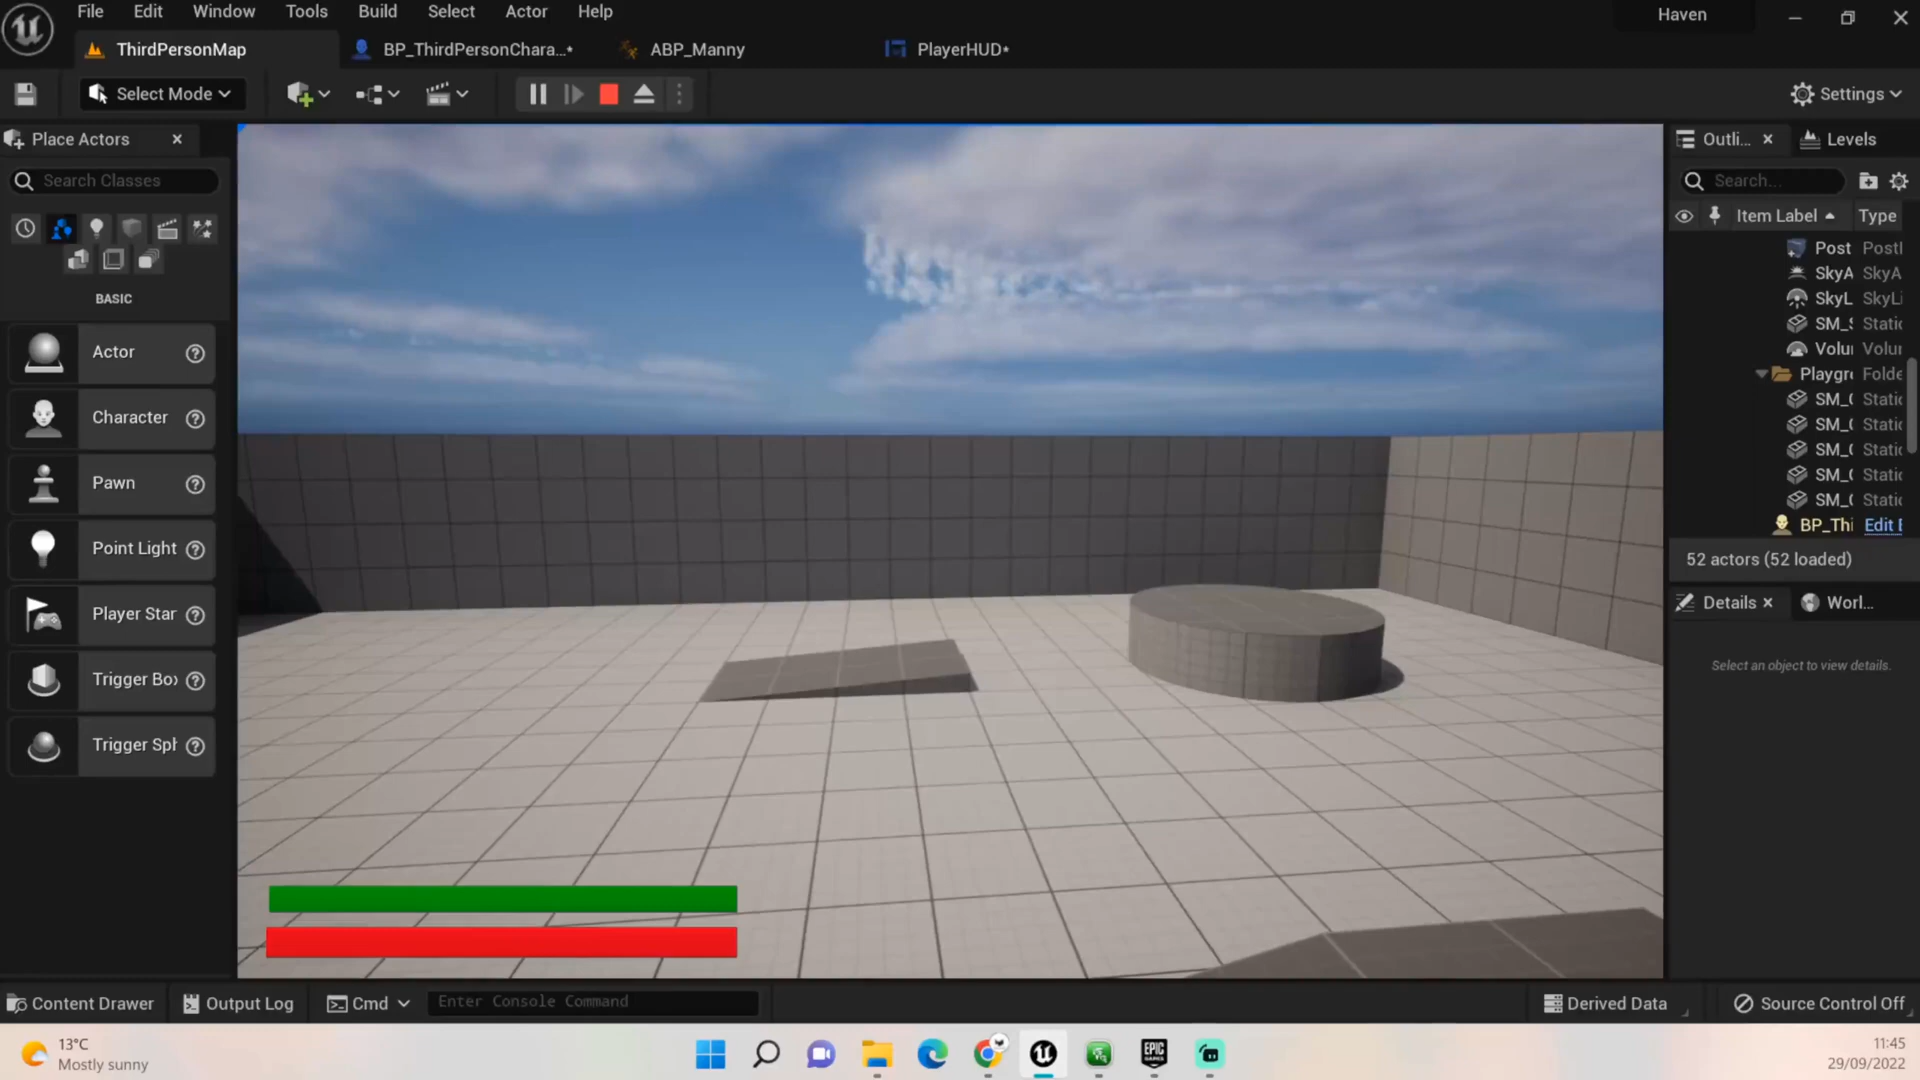 File Edit Window Tools Build Select Actor Help
Haven
ThirdPersonMap
BP_ThirdPersonChara...*
ABP_Manny
PlayerHUD*
Select Mode
Settings
Place Actors
Search Classes
BASIC
Actor
Character
Pawn
Point Light
Player Star
Trigger Box
Trigger Sph
Outli...
Levels
Search...
Item Label
Type
Post PostI
SkyA SkyA
SkyL SkyLi
SM_S Static
Volur Volur
Playgr Folde
SM_C Static
SM_C Static
SM_C Static
SM_C Static
SM_C Static
BP_Thi Edit B
52 actors (52 loaded)
Details
Worl...
Select an object to view details.
Content Drawer
Output Log
Cmd
Enter Console Command
Derived Data
Source Control Off
13°C
Mostly sunny
EPIC
GAMES
11:45
29/09/2022